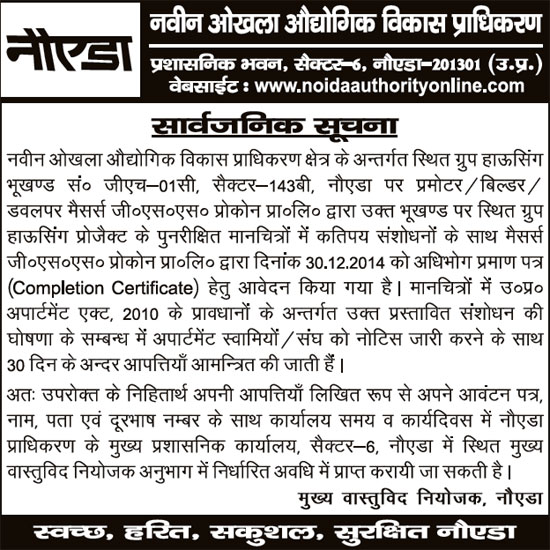 नौएडा
नवीन ओखला औद्योगिक विकास प्राधिकरण
प्रशासनिक भवन, सैक्टर–6, नौएडा–201301 (उ.प्र.)
वेबसाईट : www.noidaauthorityonline.com
सार्वजनिक सूचना
नवीन ओखला औद्योगिक विकास प्राधिकरण क्षेत्र के अन्तर्गत स्थित ग्रुप हाऊसिंग
भूखण्ड सं० जीएच–01सी, सैक्टर–143बी, नौएडा पर प्रमोटर/बिल्डर/
डवलपर मैसर्स जी०एस०एस० प्रोकोन प्रा०लि० द्वारा उक्त भूखण्ड पर स्थित ग्रुप
हाऊसिंग प्रोजैक्ट के पुनरीक्षित मानचित्रों में कतिपय संशोधनों के साथ मैसर्स
जी०एस०एस० प्रोकोन प्रा०लि० द्वारा दिनांक 30.12.2014 को अधिभोग प्रमाण पत्र
(Completion Certificate) हेतु आवेदन किया गया है। मानचित्रों में उ०प्र०
अपार्टमेंट एक्ट, 2010 के प्रावधानों के अन्तर्गत उक्त प्रस्तावित संशोधन की
घोषणा के सम्बन्ध में अपार्टमेंट स्वामियों/संघ को नोटिस जारी करने के साथ
30 दिन के अन्दर आपत्तियाँ आमन्त्रित की जाती हैं।
अतः उपरोक्त के निहितार्थ अपनी आपत्तियाँ लिखित रूप से अपने आवंटन पत्र,
नाम, पता एवं दूरभाष नम्बर के साथ कार्यालय समय व कार्यदिवस में नौएडा
प्राधिकरण के मुख्य प्रशासनिक कार्यालय, सैक्टर–6, नौएडा में स्थित मुख्य
वास्तुविद नियोजक अनुभाग में निर्धारित अवधि में प्राप्त करायी जा सकती है।
मुख्य वास्तुविद नियोजक, नौएडा
स्वच्छ, हरित, सकुशल, सुरक्षित नौएडा